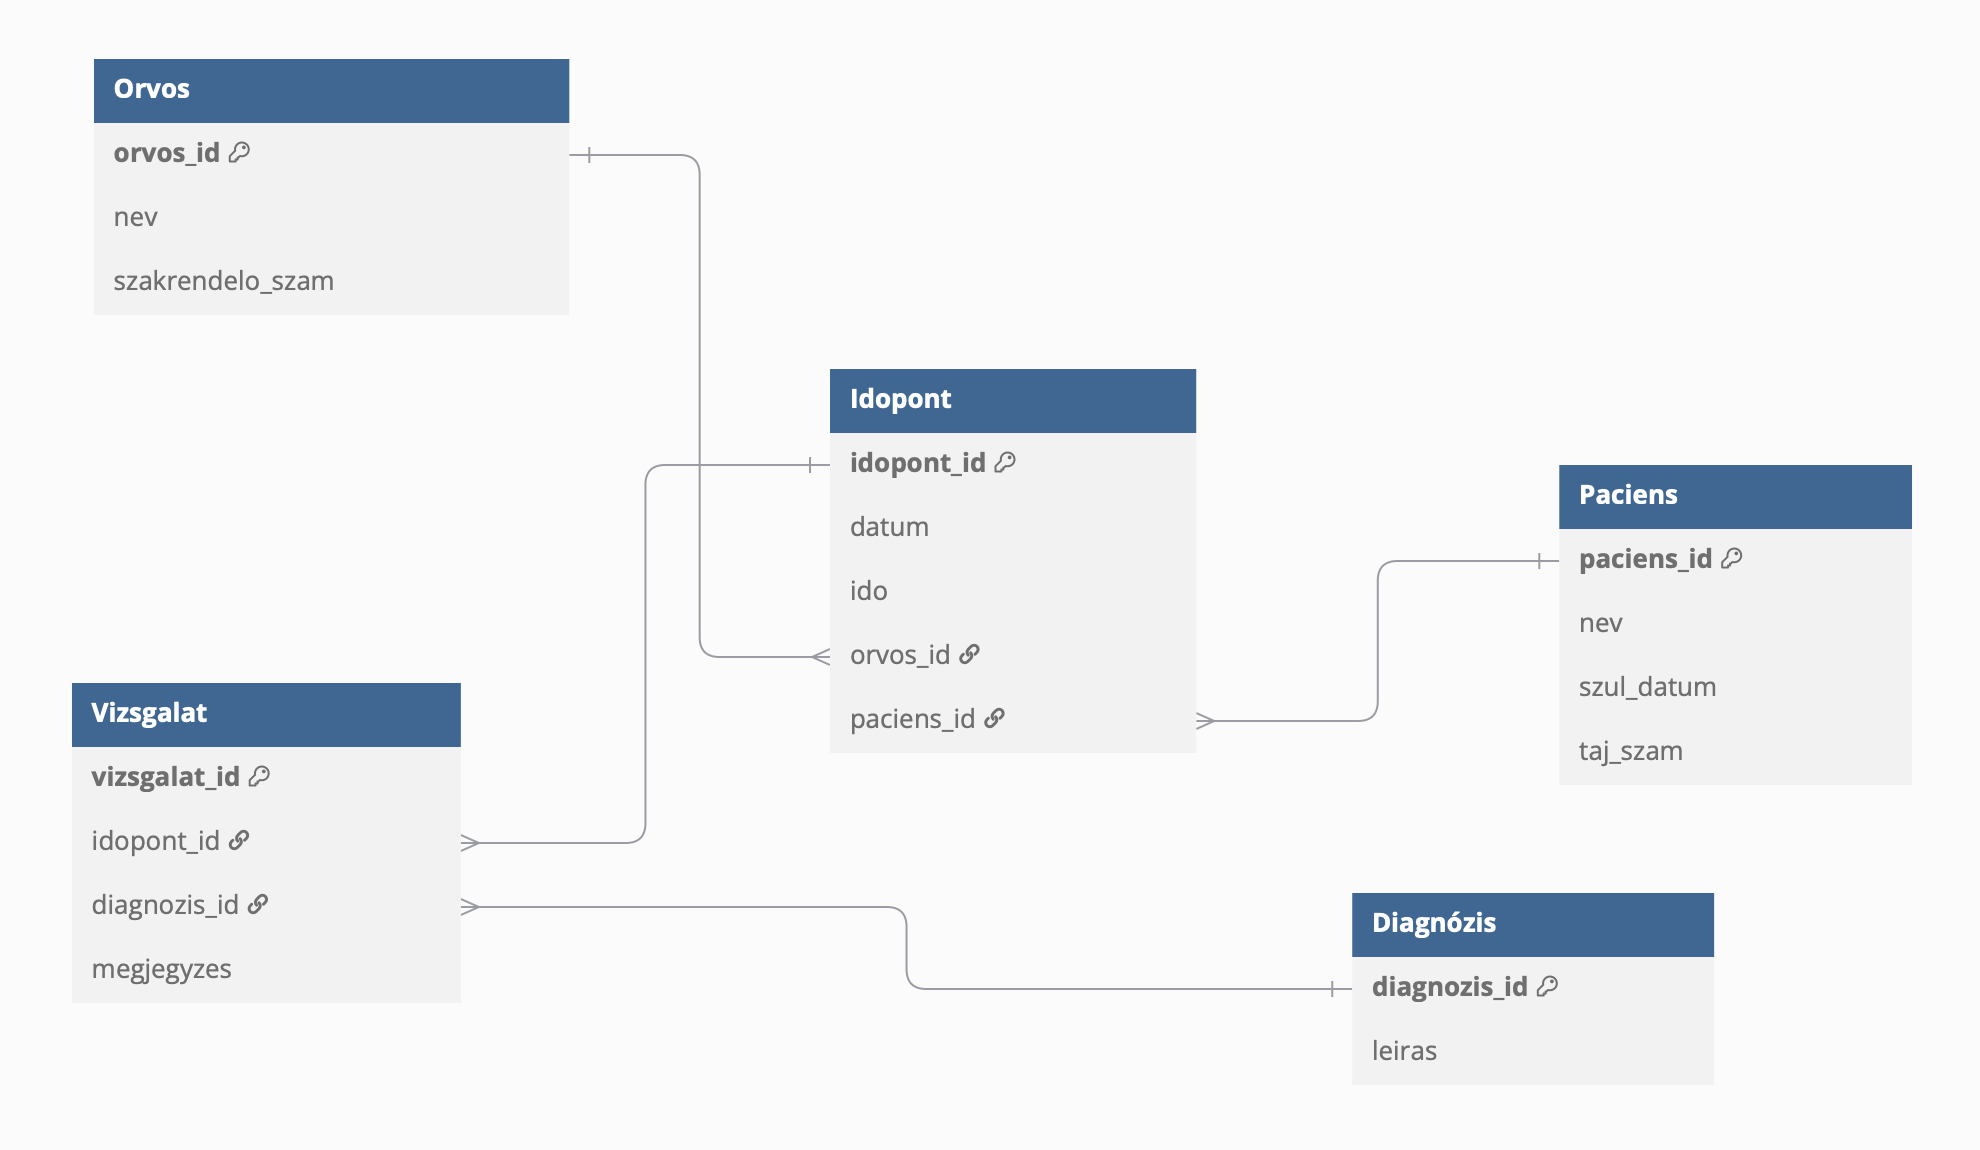 Orvos
orvos_id
nev
szakrendelo_szam
Idopont
idopont_id
datum
ido
orvos_id
paciens_id
Paciens
paciens_id
nev
szul_datum
taj_szam
Vizsgalat
vizsgalat_id
idopont_id
diagnozis_id
megjegyzes
Diagnózis
diagnozis_id
leiras